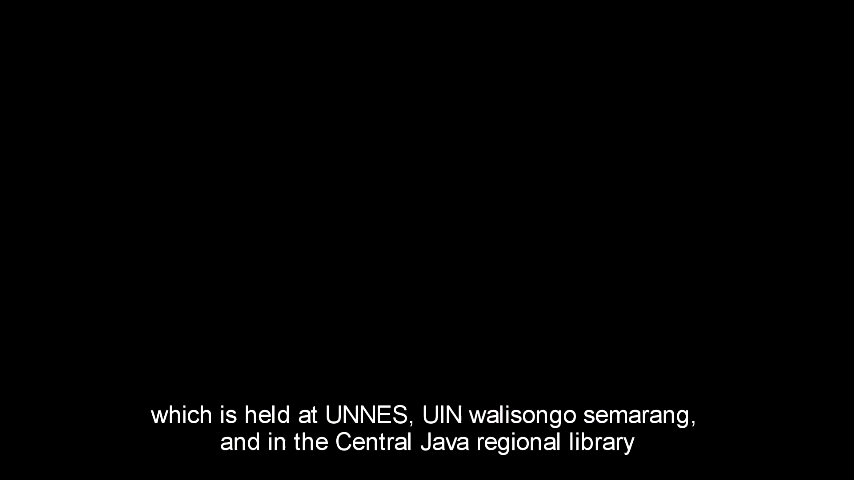 which is held at UNNES, UIN walisongo semarang,
and in the Central Java regional library